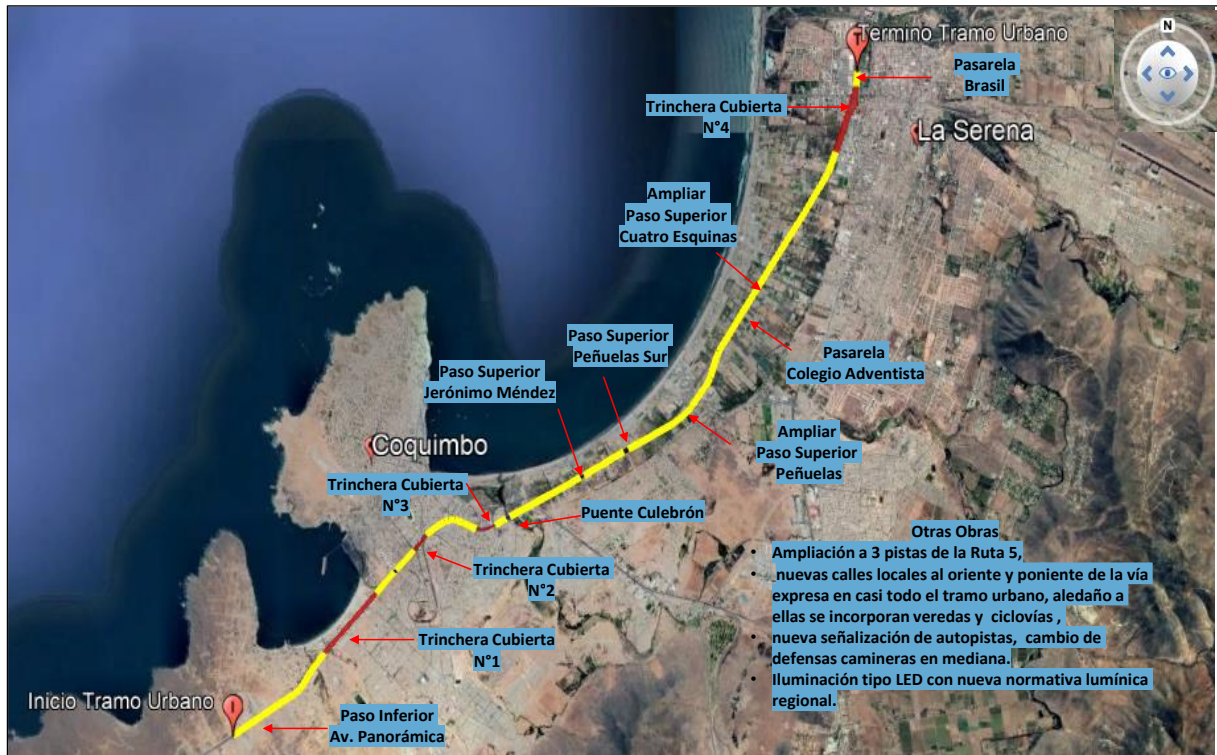 Termino Tramo Urbano
N
Pasarela
Brasil
Trinchera Cubierta
N°4
La Serena
Ampliar
Paso Superior
Cuatro Esquinas
Paso Superior
Peñuelas Sur
Pasarela
Colegio Adventista
Paso Superior
Jerónimo Méndez
Coquimbo
Ampliar
Paso Superior
Peñuelas
Trinchera Cubierta
N°3
Puente Culebrón
Trinchera Cubierta
N°2
Trinchera Cubierta
N°1
Inicio Tramo Urbano
Paso Inferior
Av. Panorámica
Otras Obras
• Ampliación a 3 pistas de la Ruta 5,
• nuevas calles locales al oriente y poniente de la vía
expresa en casi todo el tramo urbano, aledaño a
ellas se incorporan veredas y ciclovías ,
• nueva señalización de autopistas, cambio de
defensas camineras en mediana.
• Iluminación tipo LED con nueva normativa lumínica
regional.